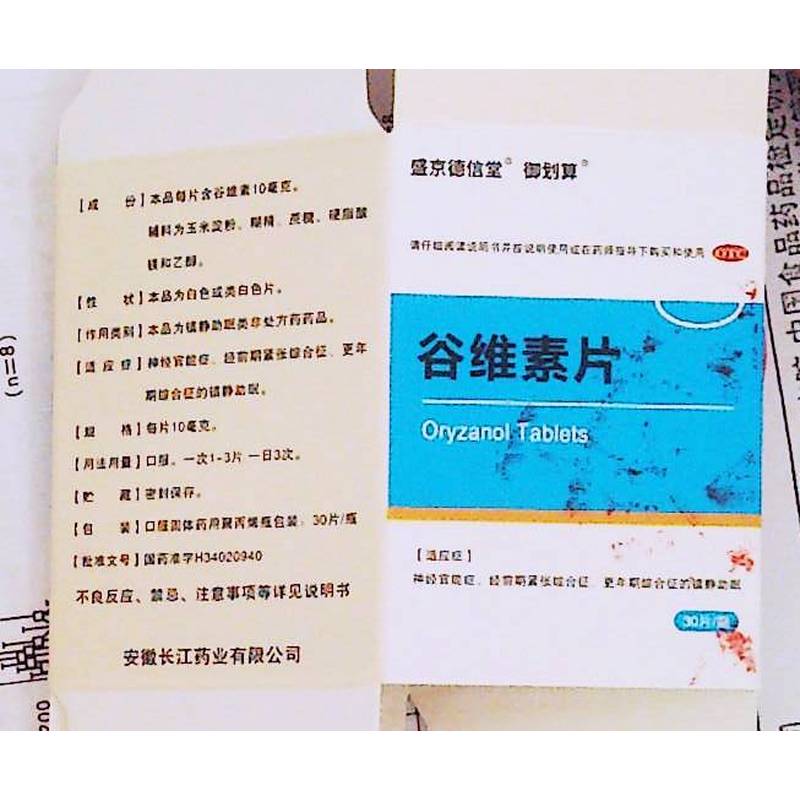 【成 份】本品每片含谷维素10毫克。
辅料为玉米淀粉、糊精、蔗糖、硬脂酸
镁和乙醇。
【性 状】本品为白色或类白色片。
【作用类别】本品为镇静助眠类非处方药药品。
【适应症】神经官能症、经前期紧张综合征、更年
期综合征的镇静助眠。
【规 格】每片10毫克。
【用法用量】口服。一次1-3片 一日3次。
【贮 藏】密封保存。
【包 装】口服固体药用聚丙烯瓶包装，30片/瓶
【批准文号】国药准字H34020940
不良反应、禁忌、注意事项等详见说明书
安徽长江药业有限公司
盛京德信堂® 御划算®
请仔细阅读说明书并按说明使用或在药师指导下购买和使用
OTC
谷维素片
Oryzanol Tablets
【适应症】
神经官能症、经前期紧张综合征、更年期综合征的镇静助眠
30片/瓶
(n=8)
200
中国食品药品检定研